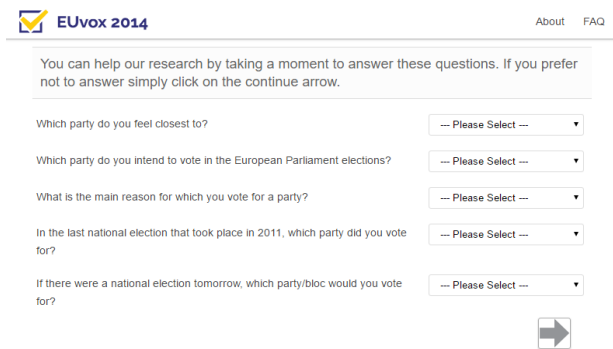 EUvox 2014
About FAQ
You can help our research by taking a moment to answer these questions. If you prefer
not to answer simply click on the continue arrow.
Which party do you feel closest to? --- Please Select ---
Which party do you intend to vote in the European Parliament elections? --- Please Select ---
What is the main reason for which you vote for a party? --- Please Select ---
In the last national election that took place in 2011, which party did you vote
for?
--- Please Select ---
If there were a national election tomorrow, which party/bloc would you vote
for?
--- Please Select ---